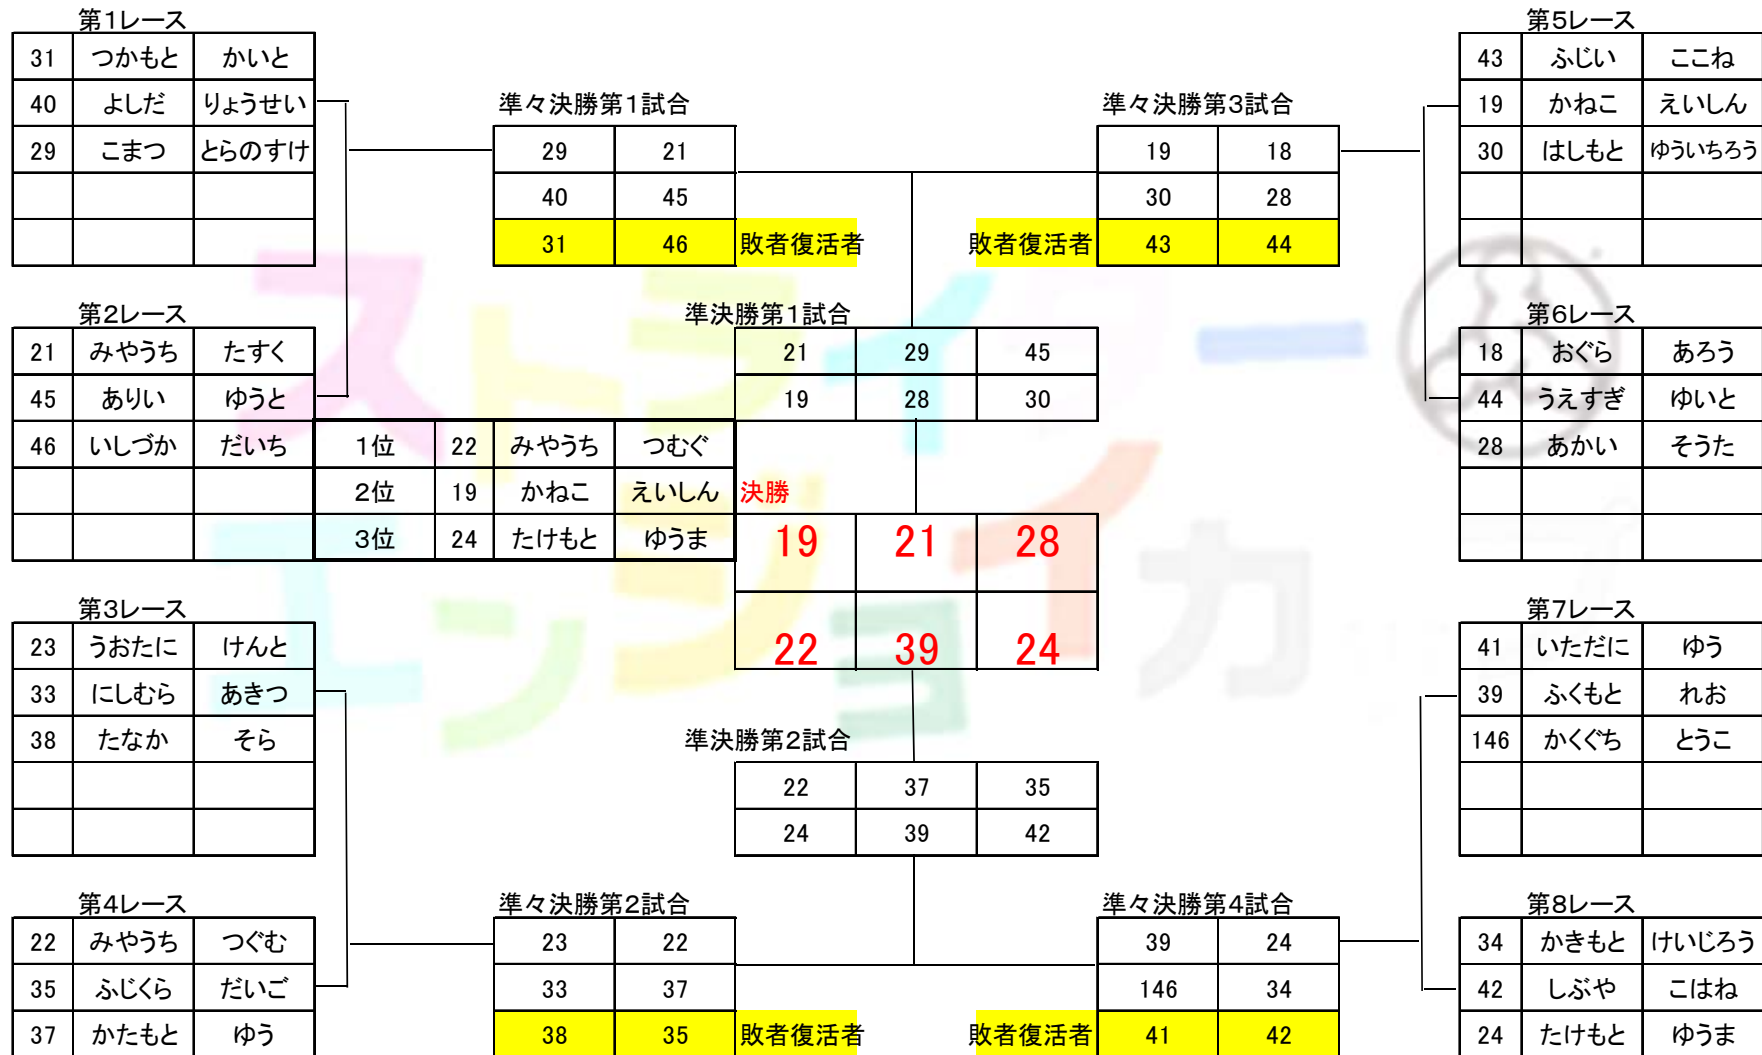 第1レース
31 つかもと かいと
40 よしだ りょうせい
29 こまつ とらのすけ
準々決勝第1試合
29 21
40 45
31 46 敗者復活者
準々決勝第3試合
19 18
30 28
敗者復活者 43 44
第5レース
43 ふじい ここね
19 かねこ えいしん
30 はしもと ゆういちろう
第2レース
21 みやうち たすく
45 ありい ゆうと
46 いしづか だいち
準決勝第1試合
21 29 45
19 28 30
第6レース
18 おぐら あろう
44 うえすぎ ゆいと
28 あかい そうた
1位 22 みやうち つむぐ
2位 19 かねこ えいしん
3位 24 たけもと ゆうま
決勝
19 21 28
22 39 24
第3レース
23 うおたに けんと
33 にしむら あきつ
38 たなか そら
準決勝第2試合
22 37 35
24 39 42
第7レース
41 いただに ゆう
39 ふくもと れお
146 かくぐち とうこ
第4レース
22 みやうち つぐむ
35 ふじくら だいご
37 かたもと ゆう
準々決勝第2試合
23 22
33 37
38 35 敗者復活者
準々決勝第4試合
39 24
146 34
敗者復活者 41 42
第8レース
34 かきもと けいじろう
42 しぶや こはね
24 たけもと ゆうま
ストライダー
エンジョイカ